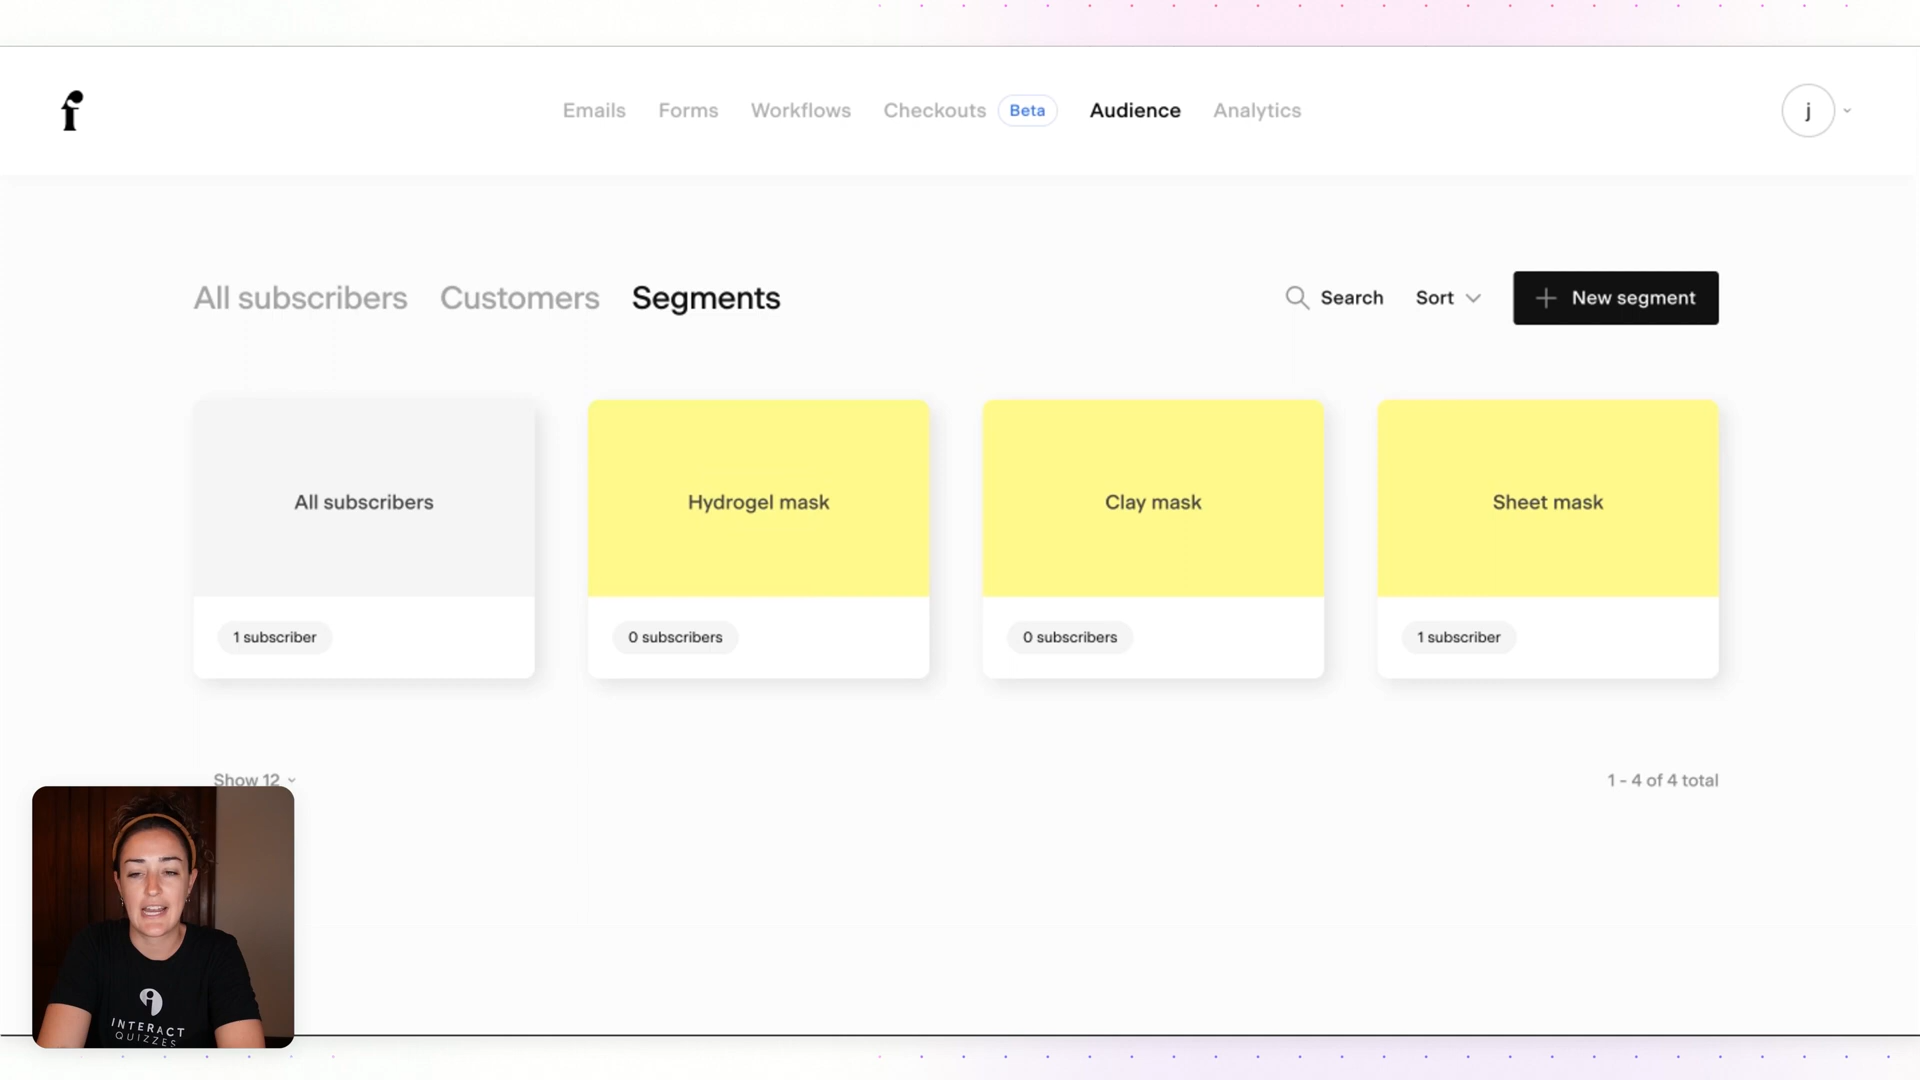 f
Emails Forms Workflows Checkouts Beta Audience Analytics
j
All subscribers Customers Segments
Search Sort + New segment
All subscribers
1 subscriber
Hydrogel mask
0 subscribers
Clay mask
0 subscribers
Sheet mask
1 subscriber
Show 12
1 - 4 of 4 total
INTERACT
QUIZZES